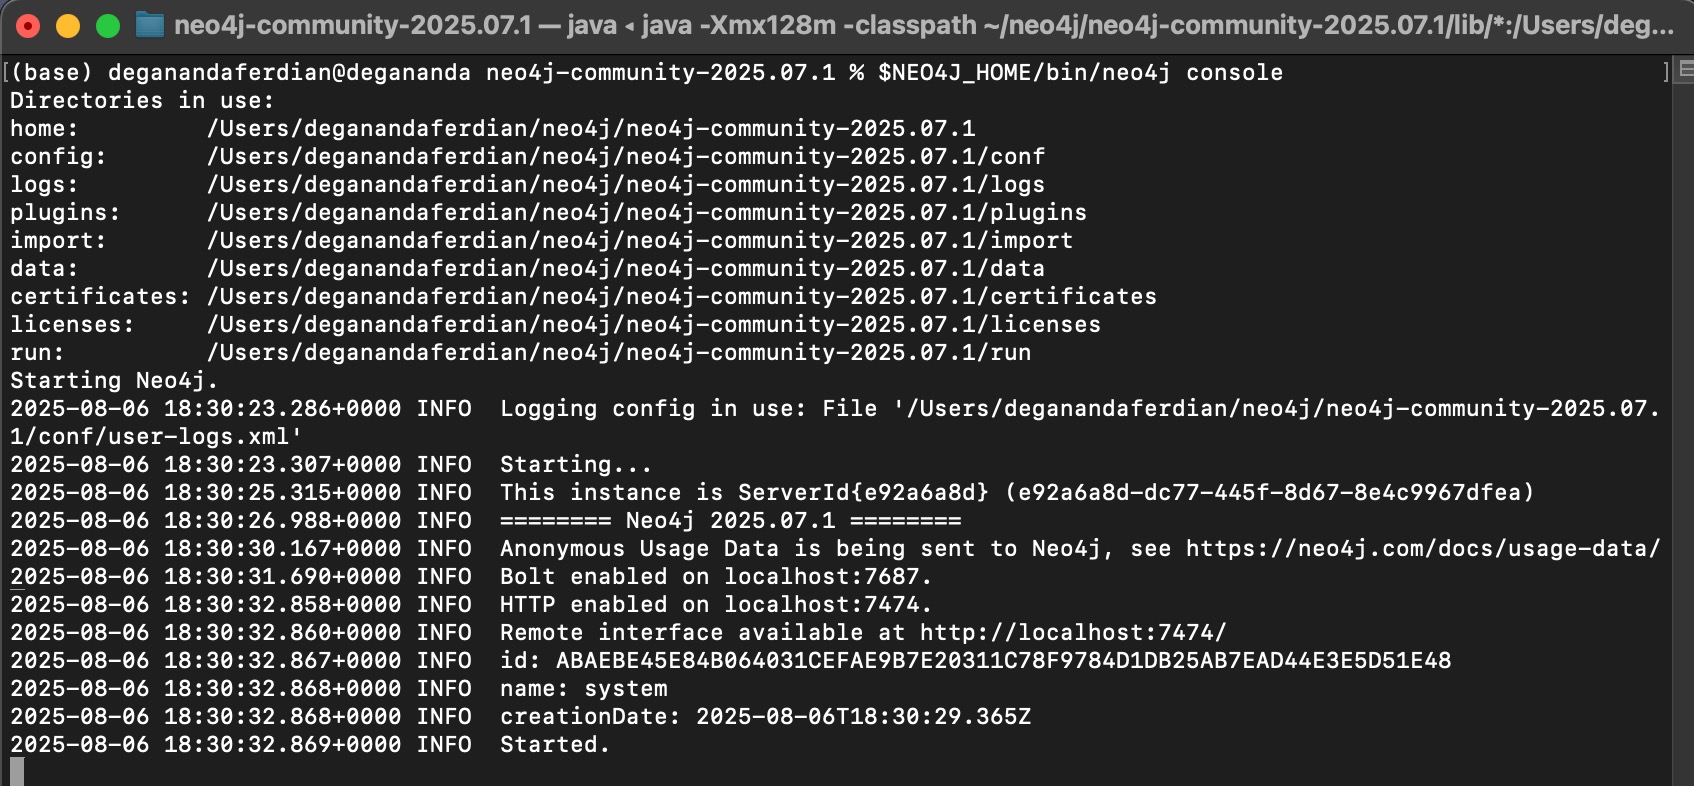 neo4j-community-2025.07.1 — java ◂ java -Xmx128m -classpath ~/neo4j/neo4j-community-2025.07.1/lib/*:/Users/deg...
[(base) deganandaferdian@degananda neo4j-community-2025.07.1 % $NEO4J_HOME/bin/neo4j console ]
Directories in use:
home:         /Users/deganandaferdian/neo4j/neo4j-community-2025.07.1
config:       /Users/deganandaferdian/neo4j/neo4j-community-2025.07.1/conf
logs:         /Users/deganandaferdian/neo4j/neo4j-community-2025.07.1/logs
plugins:      /Users/deganandaferdian/neo4j/neo4j-community-2025.07.1/plugins
import:       /Users/deganandaferdian/neo4j/neo4j-community-2025.07.1/import
data:         /Users/deganandaferdian/neo4j/neo4j-community-2025.07.1/data
certificates: /Users/deganandaferdian/neo4j/neo4j-community-2025.07.1/certificates
licenses:     /Users/deganandaferdian/neo4j/neo4j-community-2025.07.1/licenses
run:          /Users/deganandaferdian/neo4j/neo4j-community-2025.07.1/run
Starting Neo4j.
2025-08-06 18:30:23.286+0000 INFO  Logging config in use: File '/Users/deganandaferdian/neo4j/neo4j-community-2025.07.
1/conf/user-logs.xml'
2025-08-06 18:30:23.307+0000 INFO  Starting...
2025-08-06 18:30:25.315+0000 INFO  This instance is ServerId{e92a6a8d} (e92a6a8d-dc77-445f-8d67-8e4c9967dfea)
2025-08-06 18:30:26.988+0000 INFO  ======== Neo4j 2025.07.1 ========
2025-08-06 18:30:30.167+0000 INFO  Anonymous Usage Data is being sent to Neo4j, see https://neo4j.com/docs/usage-data/
2025-08-06 18:30:31.690+0000 INFO  Bolt enabled on localhost:7687.
2025-08-06 18:30:32.858+0000 INFO  HTTP enabled on localhost:7474.
2025-08-06 18:30:32.860+0000 INFO  Remote interface available at http://localhost:7474/
2025-08-06 18:30:32.867+0000 INFO  id: ABAEBE45E84B064031CEFAE9B7E20311C78F9784D1DB25AB7EAD44E3E5D51E48
2025-08-06 18:30:32.868+0000 INFO  name: system
2025-08-06 18:30:32.868+0000 INFO  creationDate: 2025-08-06T18:30:29.365Z
2025-08-06 18:30:32.869+0000 INFO  Started.